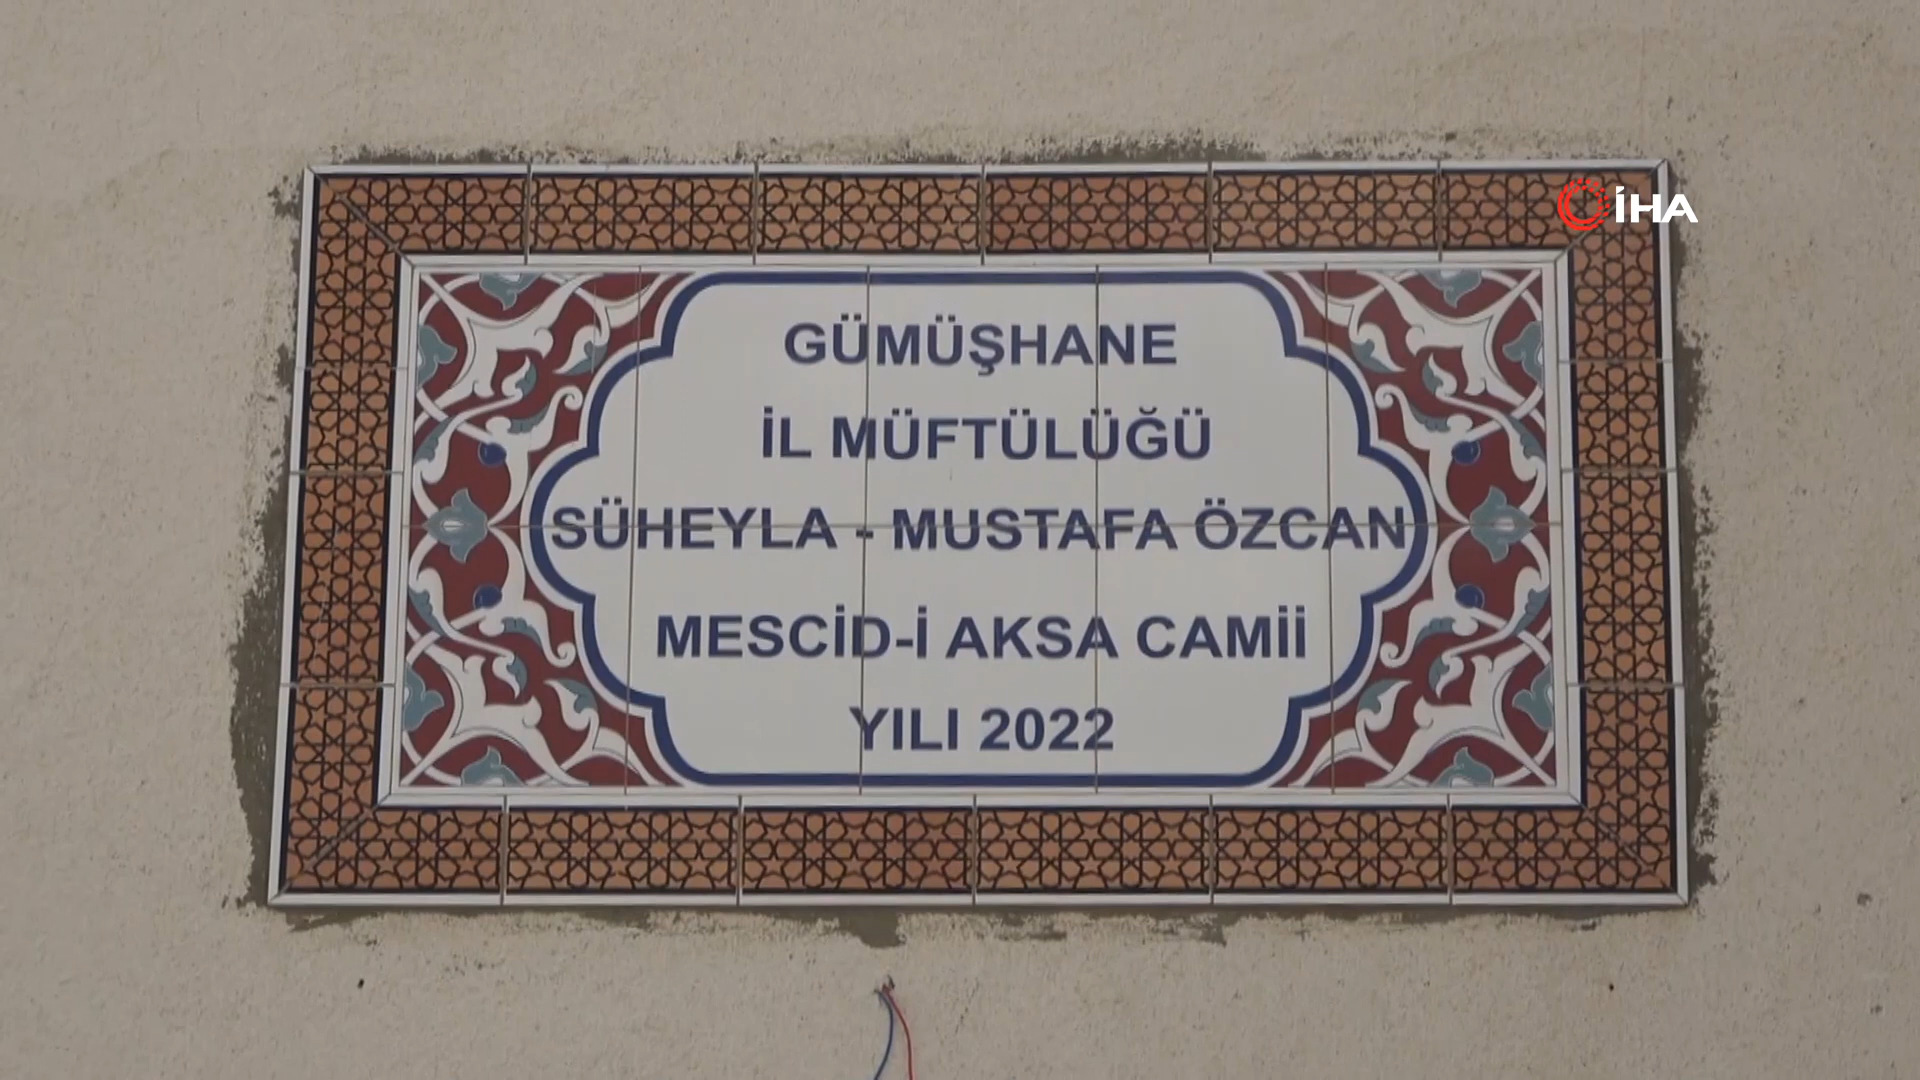 İHA
GÜMÜŞHANE
İL MÜFTÜLÜĞÜ
SÜHEYLA - MUSTAFA ÖZCAN
MESCİD-İ AKSA CAMİİ
YILI 2022